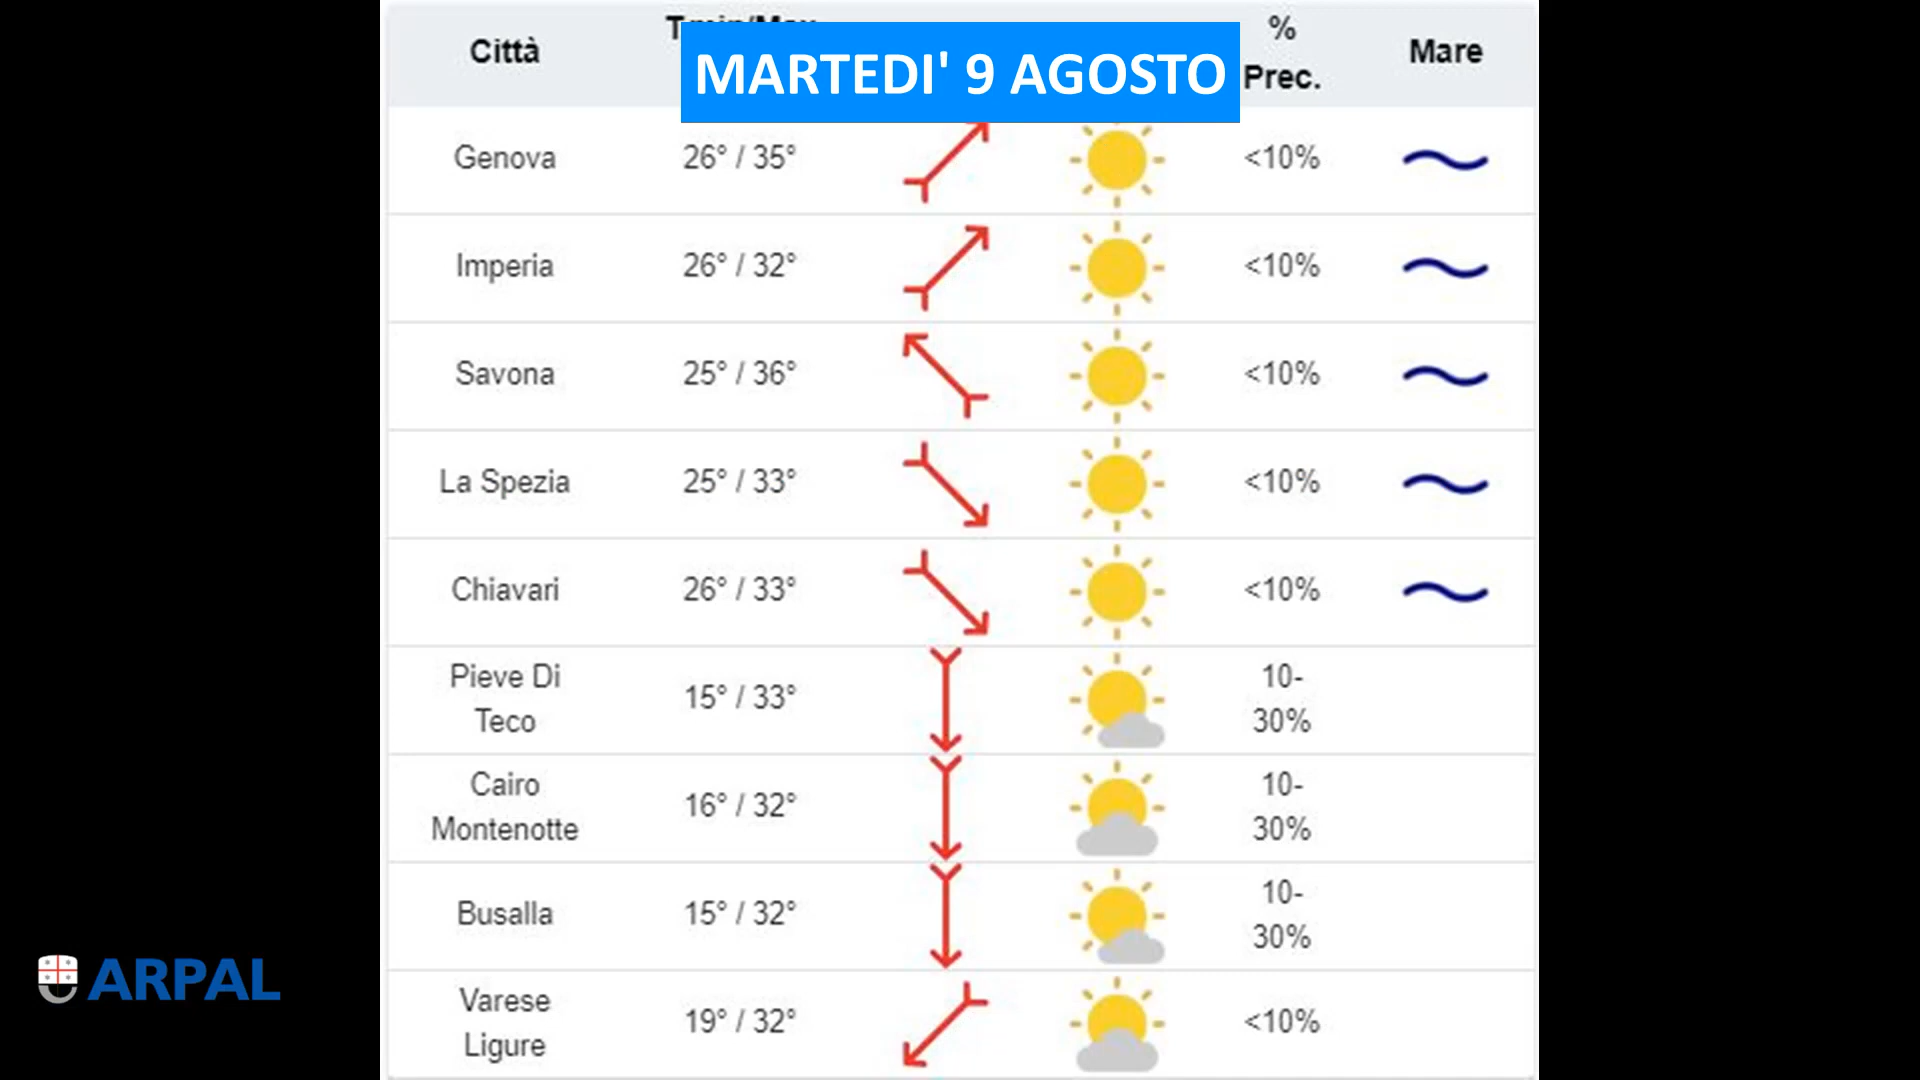 Città
MARTEDI' 9 AGOSTO
%
Prec.
Mare
Genova 26° / 35° <10%
Imperia 26° / 32° <10%
Savona 25° / 36° <10%
La Spezia 25° / 33° <10%
Chiavari 26° / 33° <10%
Pieve Di
Teco
15° / 33°
10-
30%
Cairo
Montenotte
16° / 32°
10-
30%
Busalla
15° / 32°
10-
30%
Varese
Ligure
19° / 32°
<10%
ARPAL